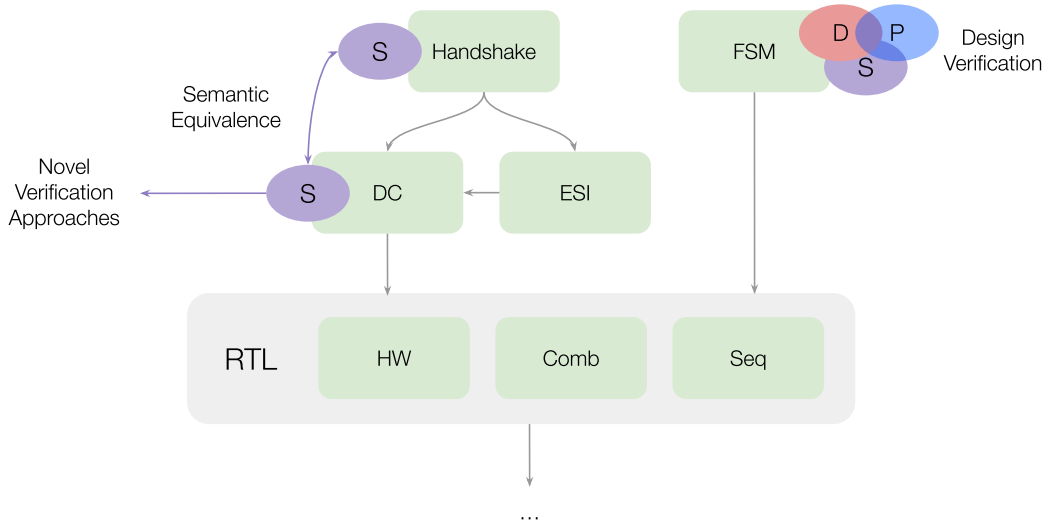 S
Handshake
FSM
D
P
S
Design
Verification
Semantic
Equivalence
Novel
Verification
Approaches
S
DC
ESI
RTL
HW
Comb
Seq
...